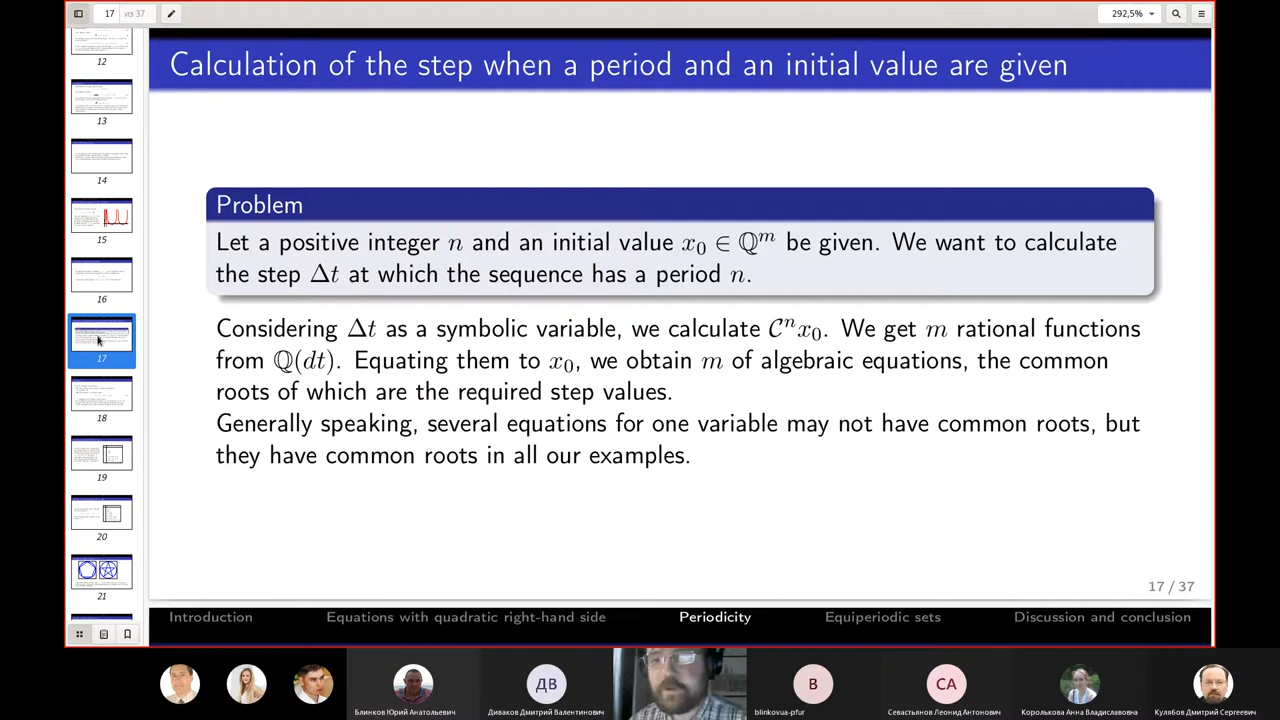 17 из 37 292,5%
Calculation of the step when a period and an initial value are given
12
13
14
15
16
17
18
19
20
21
Problem
Let a positive integer n and an initial value x₀ ∈ ℚᵐ be given. We want to calculate
the step Δt at which the seqtence has a period n.
Considering Δt as a symbolic variable, we calculate 𝒞ⁿx₀. We get m rational functions
from ℚ(dt). Equating them to x₀, we obtain m of algebraic equations, the common
roots of which are the required step values.
Generally speaking, several equations for one variable may not have common roots, but
they have common roots in all our examples.
17 / 37
Introduction Equations with quadratic right-hand side Periodicity Equiperiodic sets Discussion and conclusion
ДВ В СА
Блинков Юрий Анатольевич Диваков Дмитрий Валентинович blinkovua-pfur Севастьянов Леонид Антонович Королькова Анна Владиславовна Кулябов Дмитрий Сергеевич